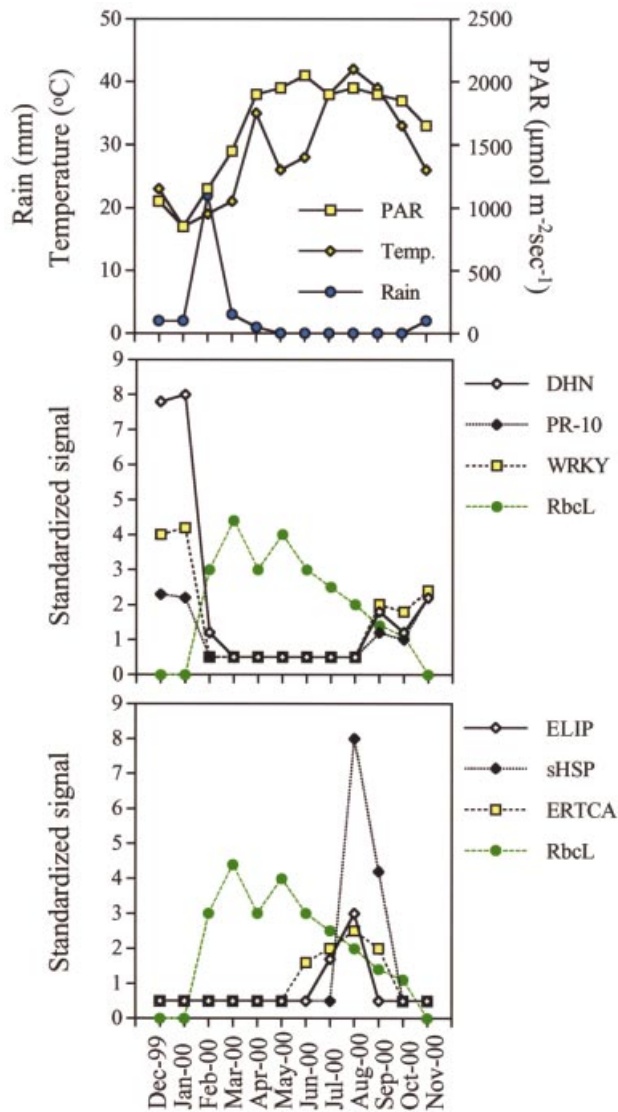 50
40
30
20
10
0
Rain (mm)
Temperature (°C)
2500
2000
1500
1000
500
0
PAR (µmol m⁻²sec⁻¹)
PAR
Temp.
Rain
9
8
7
6
5
4
3
2
1
0
Standardized signal
DHN
PR-10
WRKY
RbcL
9
8
7
6
5
4
3
2
1
0
Standardized signal
ELIP
sHSP
ERTCA
RbcL
Dec-99
Jan-00
Feb-00
Mar-00
Apr-00
May-00
Jun-00
Jul-00
Aug-00
Sep-00
Oct-00
Nov-00